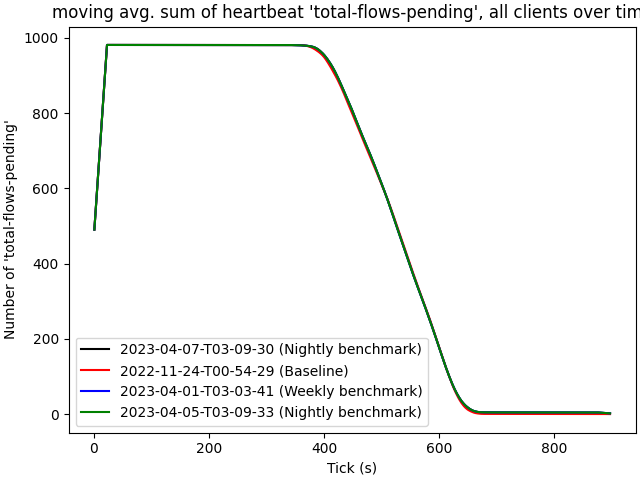 moving avg. sum of heartbeat 'total-flows-pending', all clients over tim
Number of 'total-flows-pending'
1000
800
600
400
200
0
2023-04-07-T03-09-30 (Nightly benchmark)
2022-11-24-T00-54-29 (Baseline)
2023-04-01-T03-03-41 (Weekly benchmark)
2023-04-05-T03-09-33 (Nightly benchmark)
0 200 400 600 800
Tick (s)